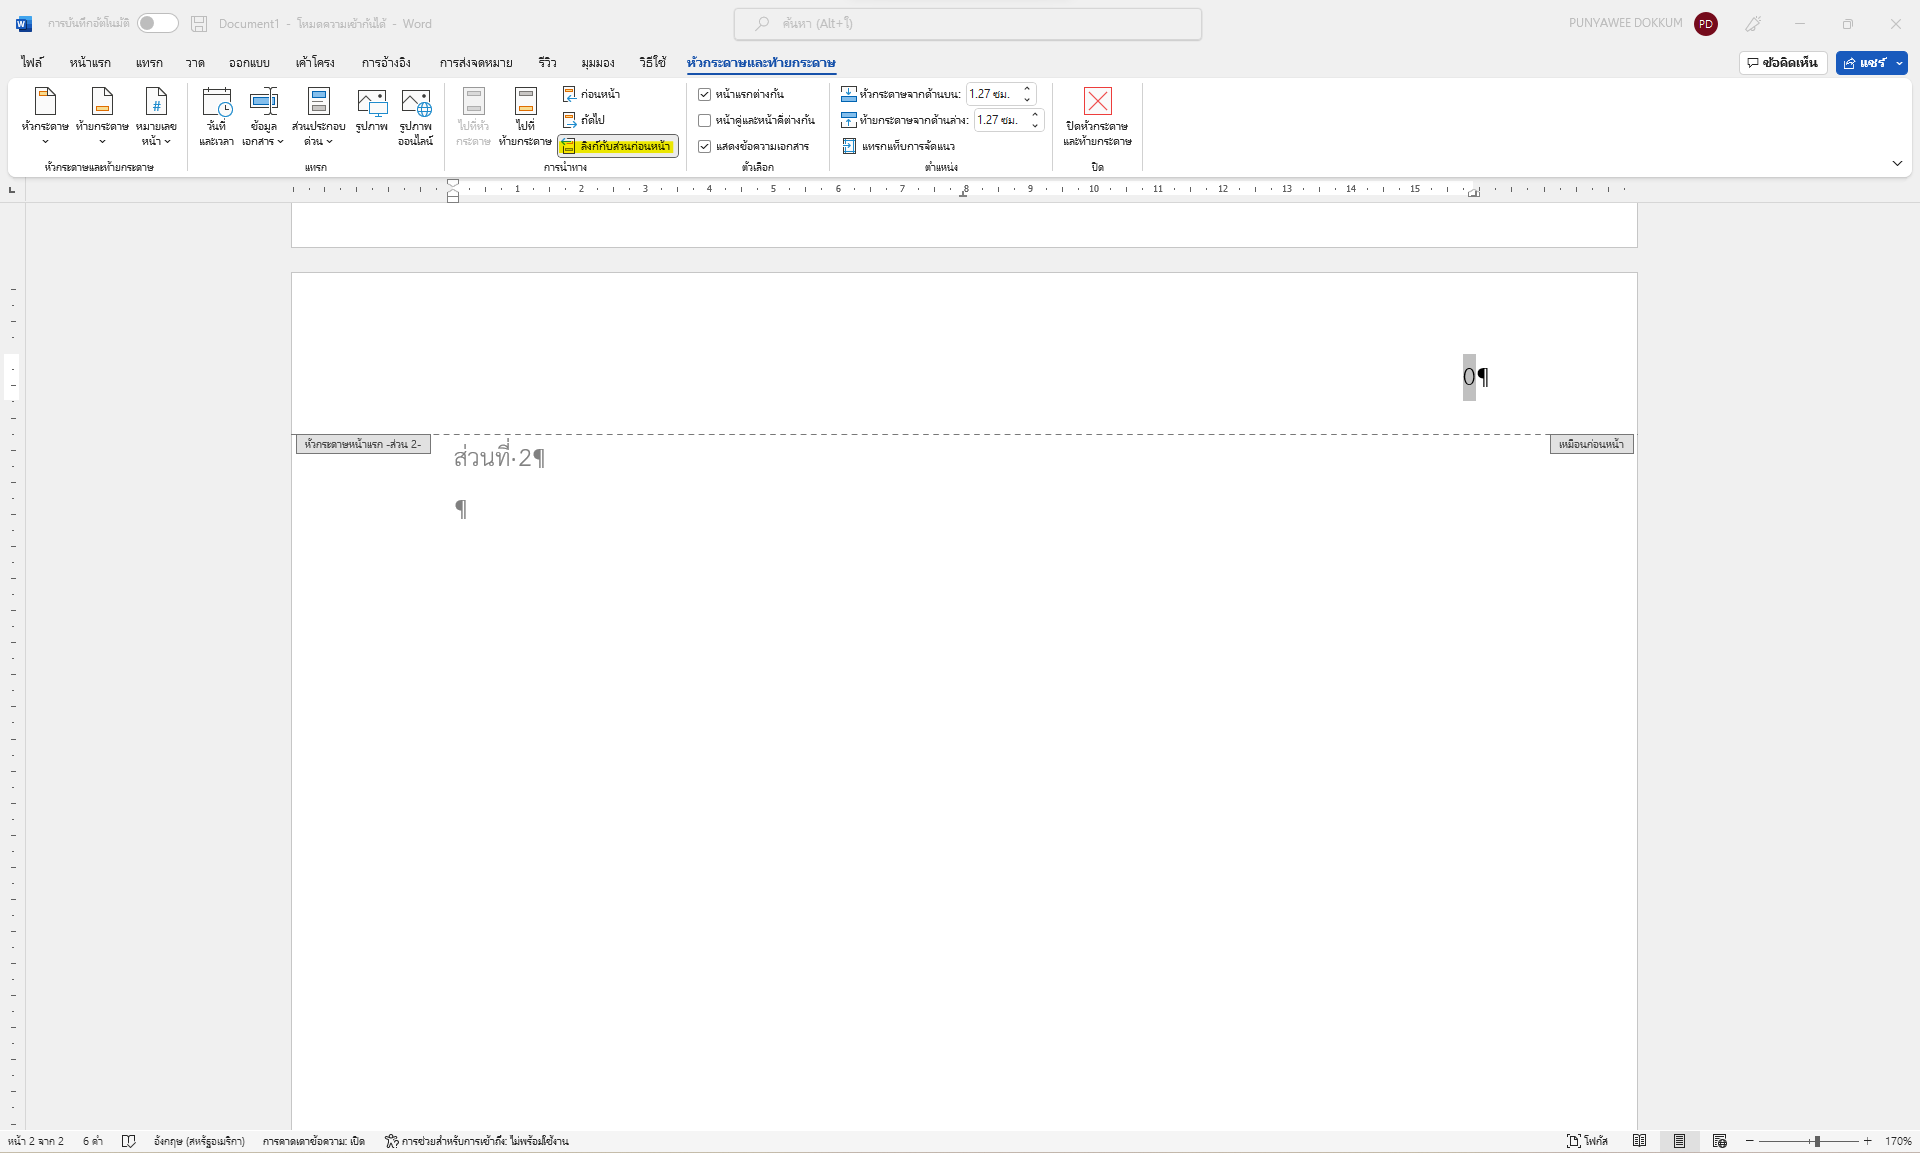 การบันทึกอัตโนมัติ Document1 - โหมดความเข้ากันได้ - Word ค้นหา (Alt+ใ) PUNYAWEE DOKKUM PD
ไฟล์ หน้าแรก แทรก วาด ออกแบบ เค้าโครง การอ้างอิง การส่งจดหมาย รีวิว มุมมอง วิธีใช้ หัวกระดาษและท้ายกระดาษ ข้อคิดเห็น แชร์
หัวกระดาษ ท้ายกระดาษ หมายเลขหน้า
หัวกระดาษและท้ายกระดาษ
วันที่และเวลา ข้อมูลเอกสาร ส่วนประกอบด่วน รูปภาพ รูปภาพออนไลน์
แทรก
ไปที่หัวกระดาษ ไปที่ท้ายกระดาษ
ก่อนหน้า
ถัดไป
ลิงก์กับส่วนก่อนหน้า
การนำทาง
หน้าแรกต่างกัน
หน้าคู่และหน้าคี่ต่างกัน
แสดงข้อความเอกสาร
ตัวเลือก
หัวกระดาษจากด้านบน: 1.27 ซม.
ท้ายกระดาษจากด้านล่าง: 1.27 ซม.
แทรกแท็บการจัดแนว
ตำแหน่ง
ปิดหัวกระดาษและท้ายกระดาษ
ปิด
1 2 3 4 5 6 7 8 9 10 11 12 13 14 15
0¶
หัวกระดาษหน้าแรก -ส่วน 2- เหมือนก่อนหน้า
ส่วนที่·2¶
¶
หน้า 2 จาก 2 6 คำ อังกฤษ (สหรัฐอเมริกา) การคาดเดาข้อความ: เปิด การช่วยสำหรับการเข้าถึง: ไม่พร้อมใช้งาน โฟกัส 170%